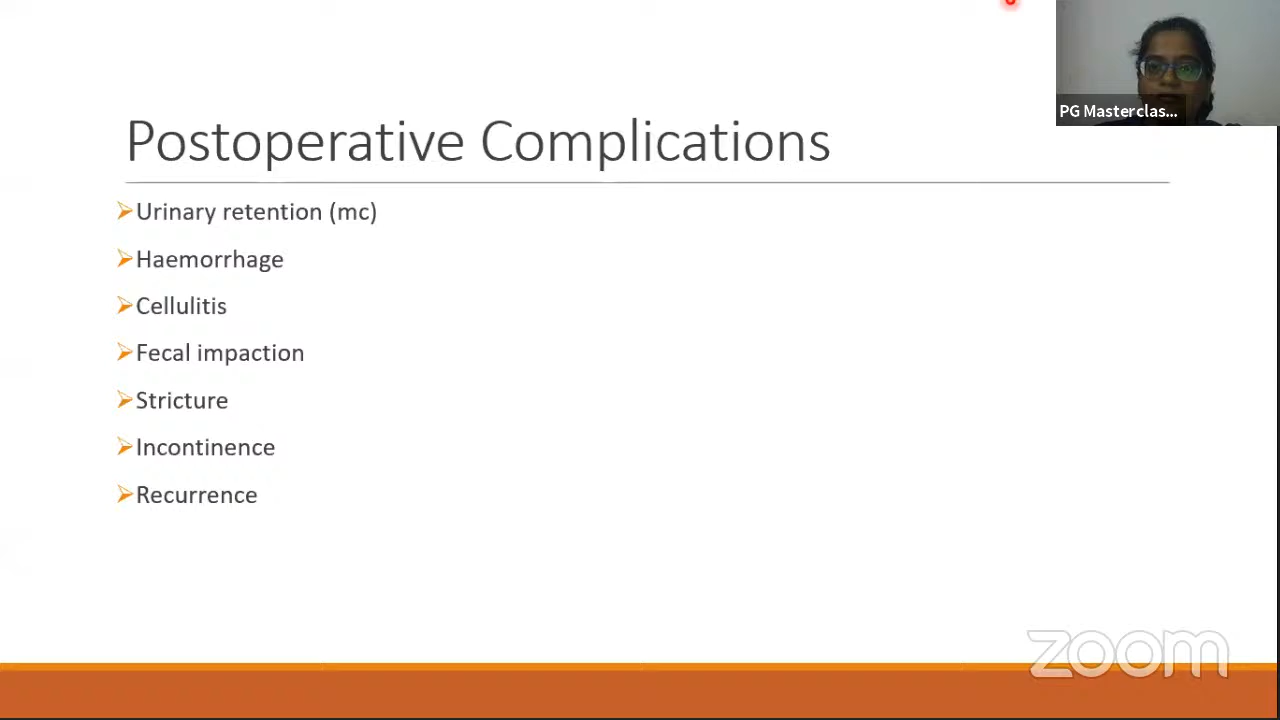 PG Masterclas...
Postoperative Complications
Urinary retention (mc)
Haemorrhage
Cellulitis
Fecal impaction
Stricture
Incontinence
Recurrence
zoom